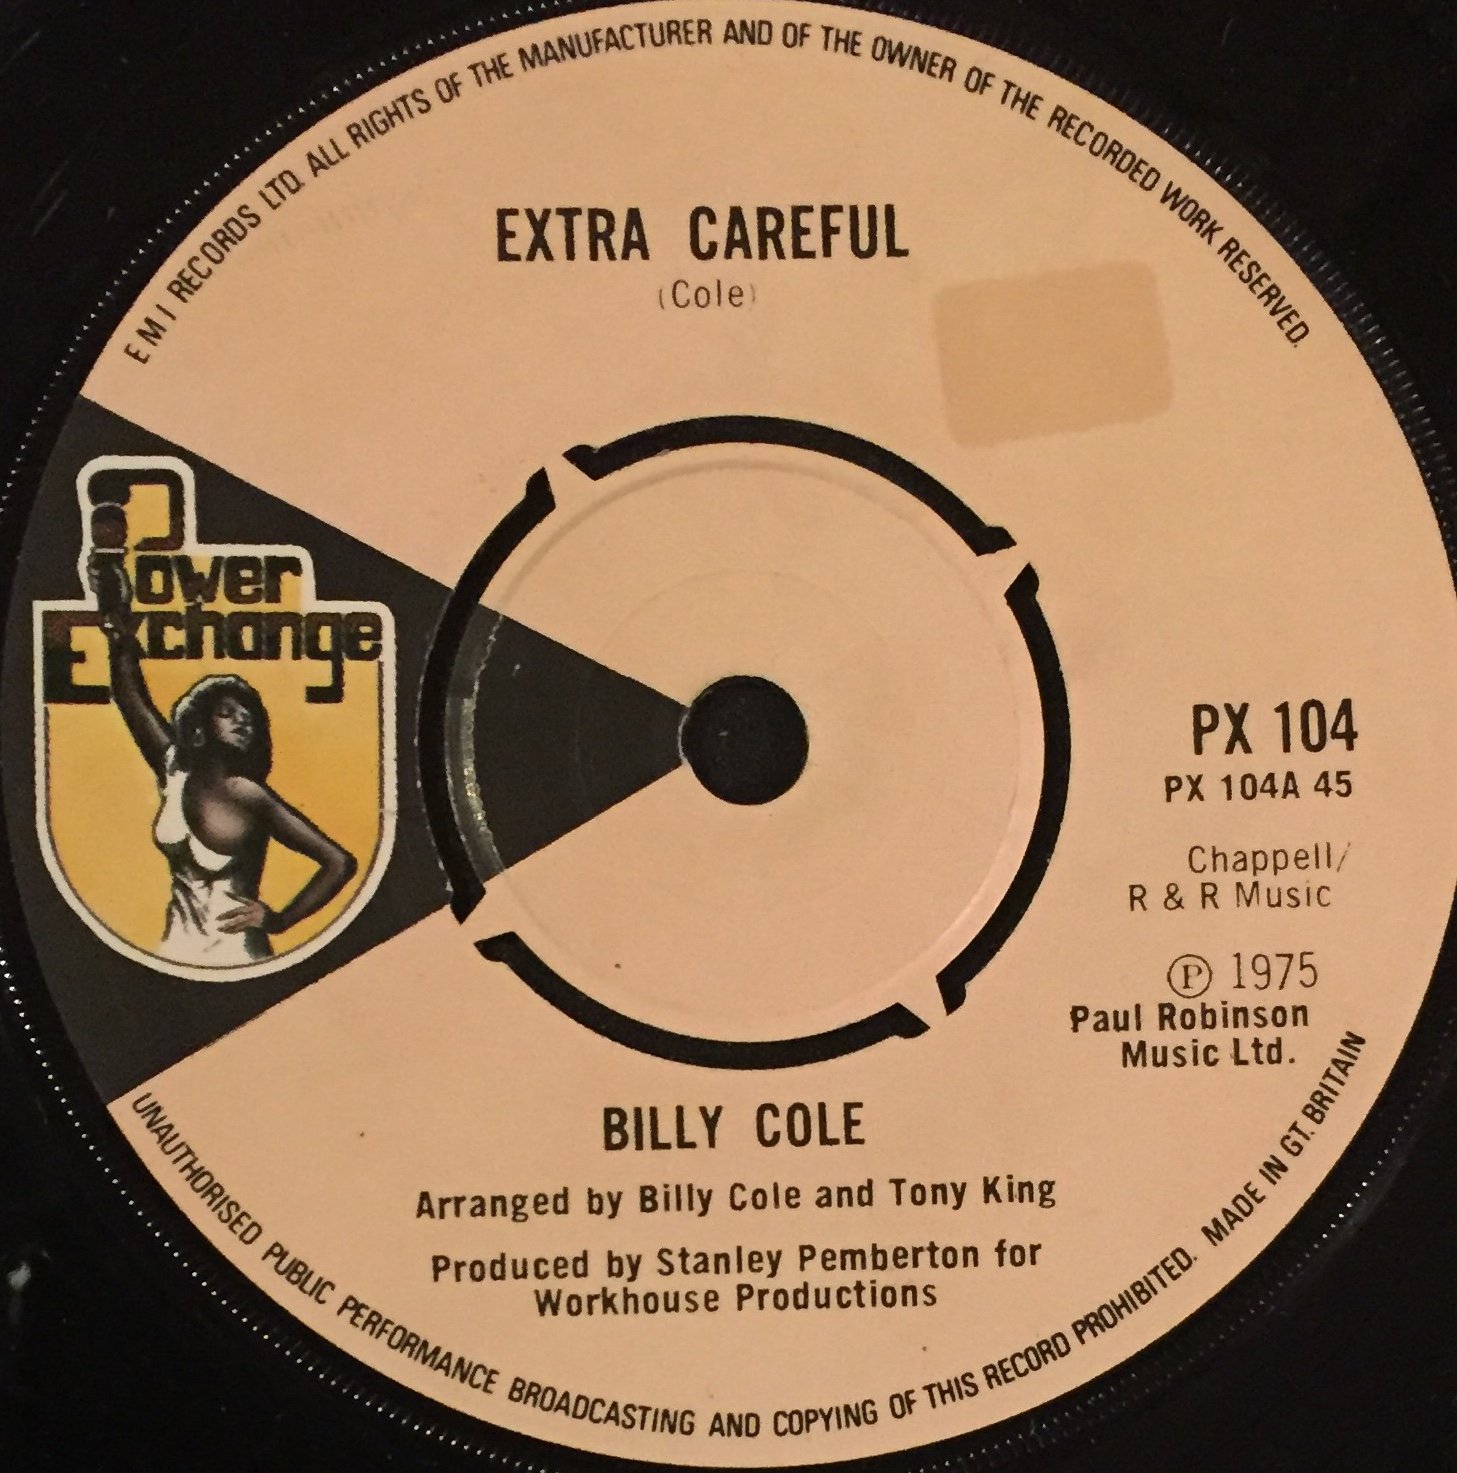 E M I RECORDS LTD. ALL RIGHTS OF THE MANUFACTURER AND OF THE OWNER OF THE RECORDED WORK RESERVED.
EXTRA CAREFUL
(Cole)
Power
Exchange
PX 104
PX 104A 45
Chappell/
R & R Music
Ⓟ 1975
Paul Robinson
Music Ltd.
BILLY COLE
Arranged by Billy Cole and Tony King
Produced by Stanley Pemberton for
Workhouse Productions
UNAUTHORISED PUBLIC PERFORMANCE BROADCASTING AND COPYING OF THIS RECORD PROHIBITED. MADE IN GT. BRITAIN